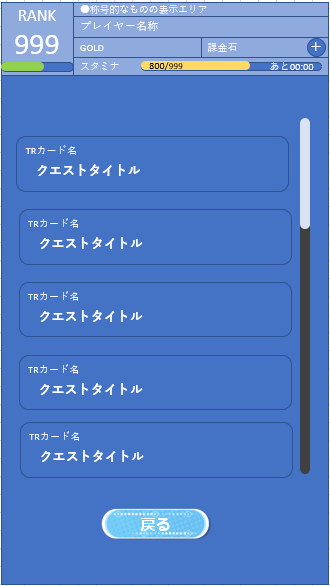 RANK
999
●称号的なものの表示エリア
プレイヤー名称
GOLD
課金石
+
スタミナ
800/999
あと00:00
TRカード名
クエストタイトル
TRカード名
クエストタイトル
TRカード名
クエストタイトル
TRカード名
クエストタイトル
TRカード名
クエストタイトル
戻る